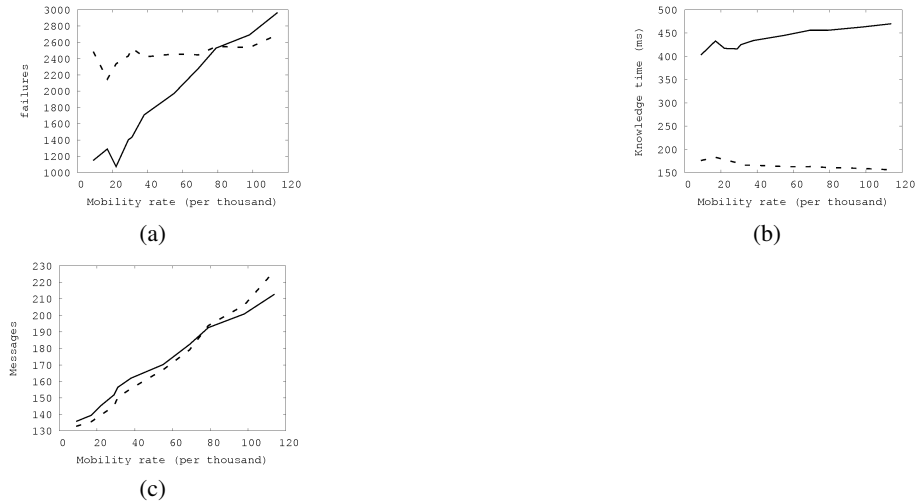 3000
2800
2600
2400
2200
2000
1800
1600
1400
1200
1000
failures
0 20 40 60 80 100 120
Mobility rate (per thousand)
(a)
500
450
400
350
300
250
200
150
Knowledge time (ms)
0 20 40 60 80 100 120
Mobility rate (per thousand)
(b)
230
220
210
200
190
180
170
160
150
140
130
Messages
0 20 40 60 80 100 120
Mobility rate (per thousand)
(c)